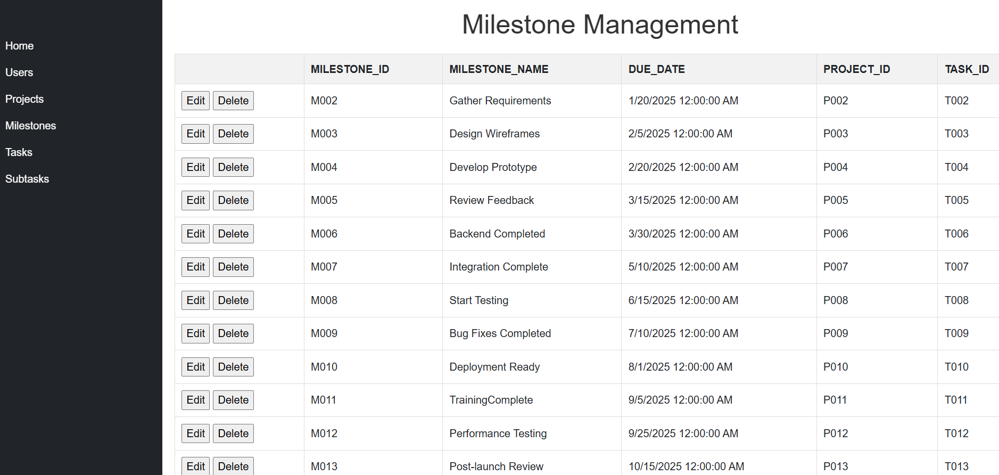 Home
Users
Projects
Milestones
Tasks
Subtasks
Milestone Management
MILESTONE_ID MILESTONE_NAME DUE_DATE PROJECT_ID TASK_ID
Edit Delete M002 Gather Requirements 1/20/2025 12:00:00 AM P002 T002
Edit Delete M003 Design Wireframes 2/5/2025 12:00:00 AM P003 T003
Edit Delete M004 Develop Prototype 2/20/2025 12:00:00 AM P004 T004
Edit Delete M005 Review Feedback 3/15/2025 12:00:00 AM P005 T005
Edit Delete M006 Backend Completed 3/30/2025 12:00:00 AM P006 T006
Edit Delete M007 Integration Complete 5/10/2025 12:00:00 AM P007 T007
Edit Delete M008 Start Testing 6/15/2025 12:00:00 AM P008 T008
Edit Delete M009 Bug Fixes Completed 7/10/2025 12:00:00 AM P009 T009
Edit Delete M010 Deployment Ready 8/1/2025 12:00:00 AM P010 T010
Edit Delete M011 TrainingComplete 9/5/2025 12:00:00 AM P011 T011
Edit Delete M012 Performance Testing 9/25/2025 12:00:00 AM P012 T012
Edit Delete M013 Post-launch Review 10/15/2025 12:00:00 AM P013 T013